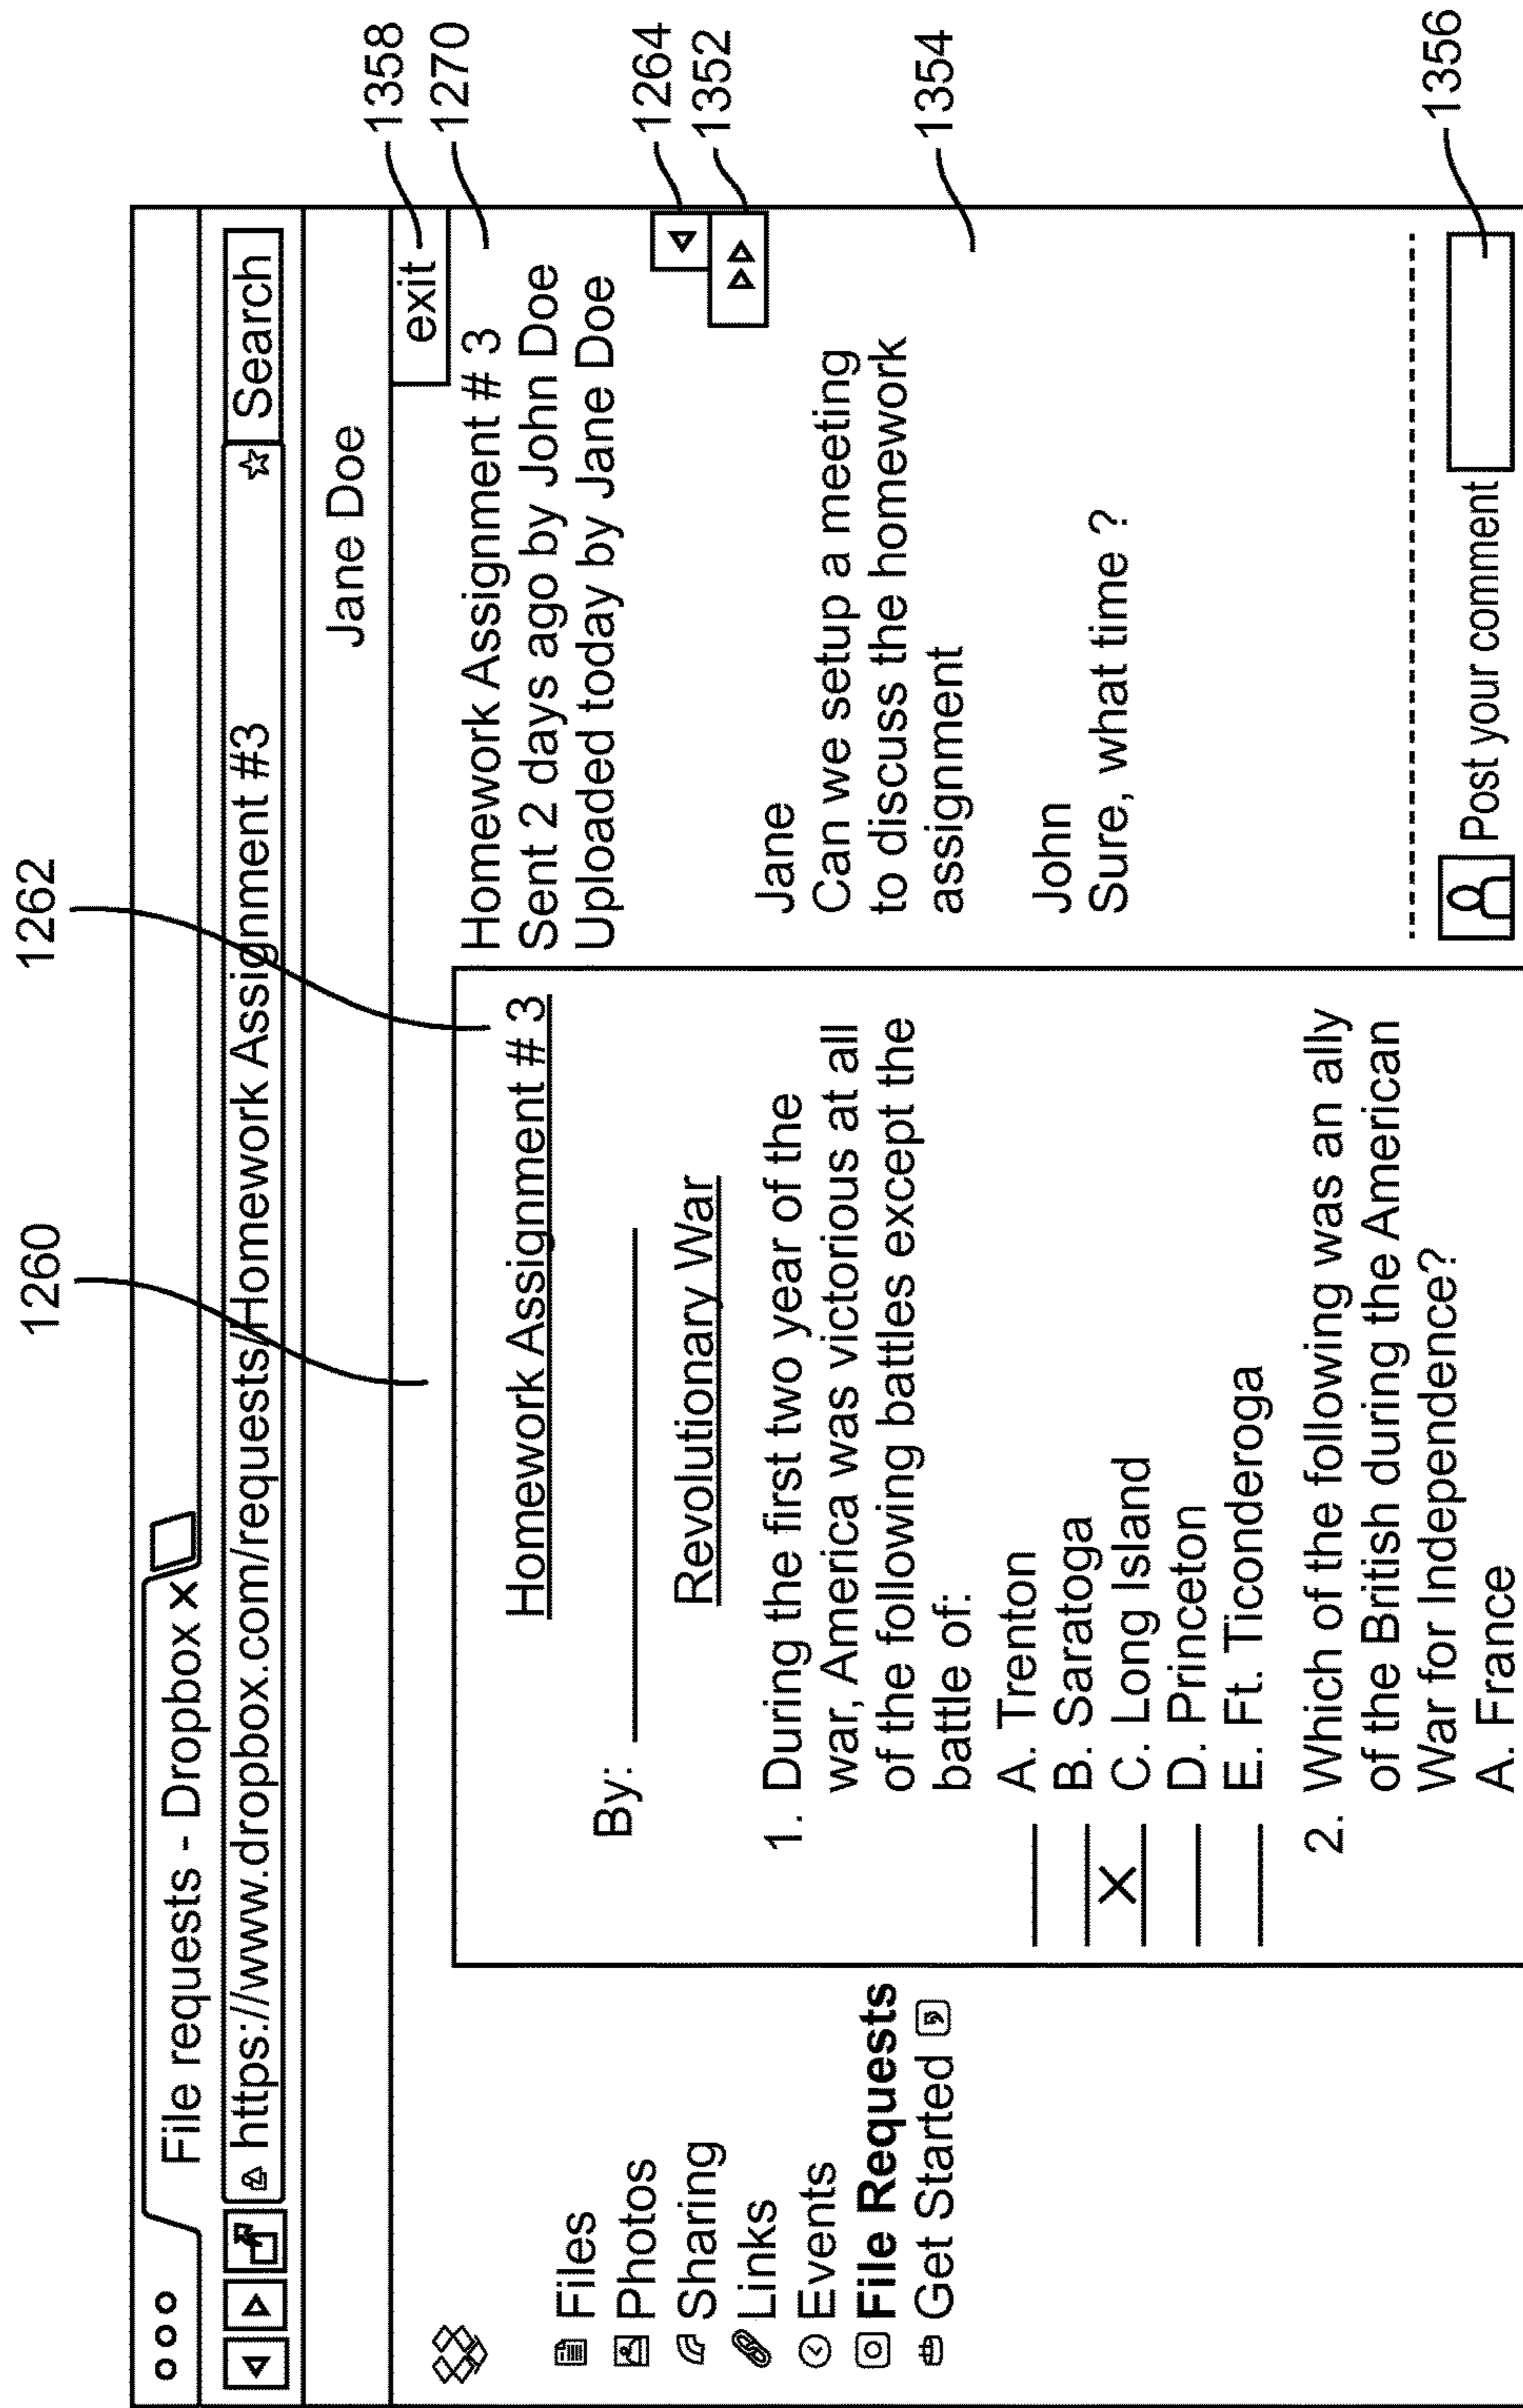 1260
1262
File requests - Dropbox ×
https://www.dropbox.com/requests/Homework Assignment #3
Search
Jane Doe
exit
1358
1270
1264
1352
1354
1356
Files
Photos
Sharing
Links
Events
File Requests
Get Started
Homework Assignment # 3
By:
Revolutionary War
1. During the first two year of the
war, America was victorious at all
of the following battles except the
battle of:
A. Trenton
B. Saratoga
X C. Long Island
D. Princeton
E. Ft. Ticonderoga
2. Which of the following was an ally
of the British during the American
War for Independence?
A. France
Homework Assignment # 3
Sent 2 days ago by John Doe
Uploaded today by Jane Doe
Jane
Can we setup a meeting
to discuss the homework
assignment
John
Sure, what time ?
Post your comment